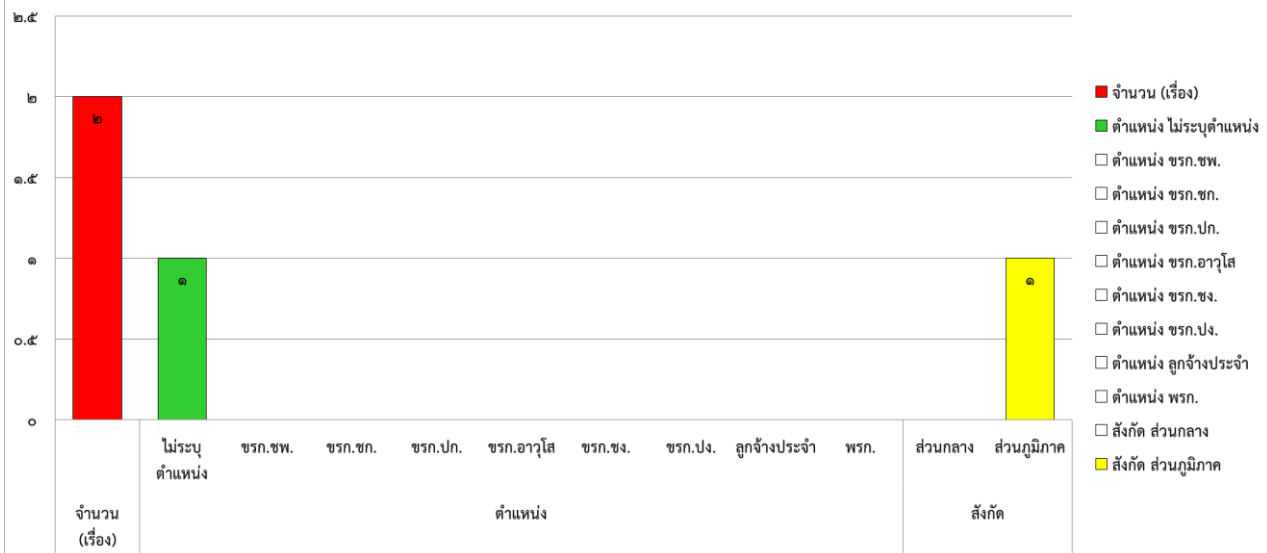 ๒.๕
๒
๑.๕
๑
๐.๕
๐
๒
๑
๑
ไม่ระบุ
ตำแหน่ง
ขรก.ชพ.
ขรก.ชก.
ขรก.ปก.
ขรก.อาวุโส
ขรก.ชง.
ขรก.ปง.
ลูกจ้างประจำ
พรก.
ส่วนกลาง
ส่วนภูมิภาค
จำนวน
(เรื่อง)
ตำแหน่ง
สังกัด
จำนวน (เรื่อง)
ตำแหน่ง ไม่ระบุตำแหน่ง
ตำแหน่ง ขรก.ชพ.
ตำแหน่ง ขรก.ชก.
ตำแหน่ง ขรก.ปก.
ตำแหน่ง ขรก.อาวุโส
ตำแหน่ง ขรก.ชง.
ตำแหน่ง ขรก.ปง.
ตำแหน่ง ลูกจ้างประจำ
ตำแหน่ง พรก.
สังกัด ส่วนกลาง
สังกัด ส่วนภูมิภาค